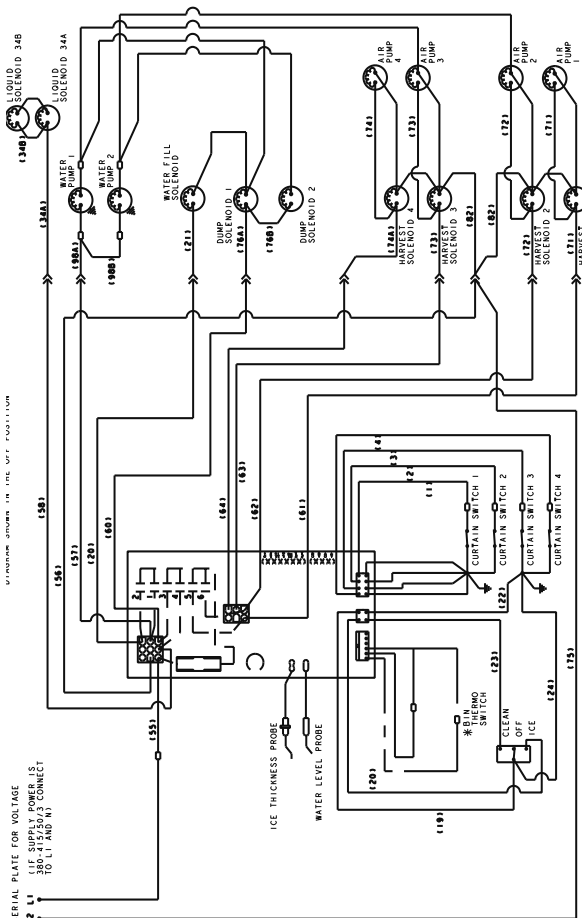 LIQUID
SOLENOID 34B
LIQUID
SOLENOID 34A
(34B)
(34A)
WATER
PUMP 1
WATER
PUMP 2
(98A)
(98B)
WATER FILL
SOLENOID
(21)
DUMP
SOLENOID 1
(76A)
(76B)
DUMP
SOLENOID 2
AIR
PUMP
4
AIR
PUMP
3
AIR
PUMP
2
AIR
PUMP
1
(74)
(73)
(72)
(71)
(74A)
HARVEST
SOLENOID 4
(73)
HARVEST
SOLENOID 3
(82)
(82)
(72)
HARVEST
SOLENOID 2
(71)
HARVEST
DIAGRAM SHOWN IN THE OFF POSITION
(58)
(56)
(57)
(20)
(60)
(64)
(63)
(62)
(61)
(4)
(3)
(2)
(1)
CURTAIN SWITCH 1
CURTAIN SWITCH 2
CURTAIN SWITCH 3
CURTAIN SWITCH 4
2
1
3
4
5
6
(22)
(23)
(24)
(75)
(55)
ICE THICKNESS PROBE
WATER LEVEL PROBE
*BIN
THERMO
SWITCH
CLEAN
OFF
ICE
(20)
(19)
ERIAL PLATE FOR VOLTAGE
(IF SUPPLY POWER IS
380-415/50/3 CONNECT
TO L1 AND N)
L1
2